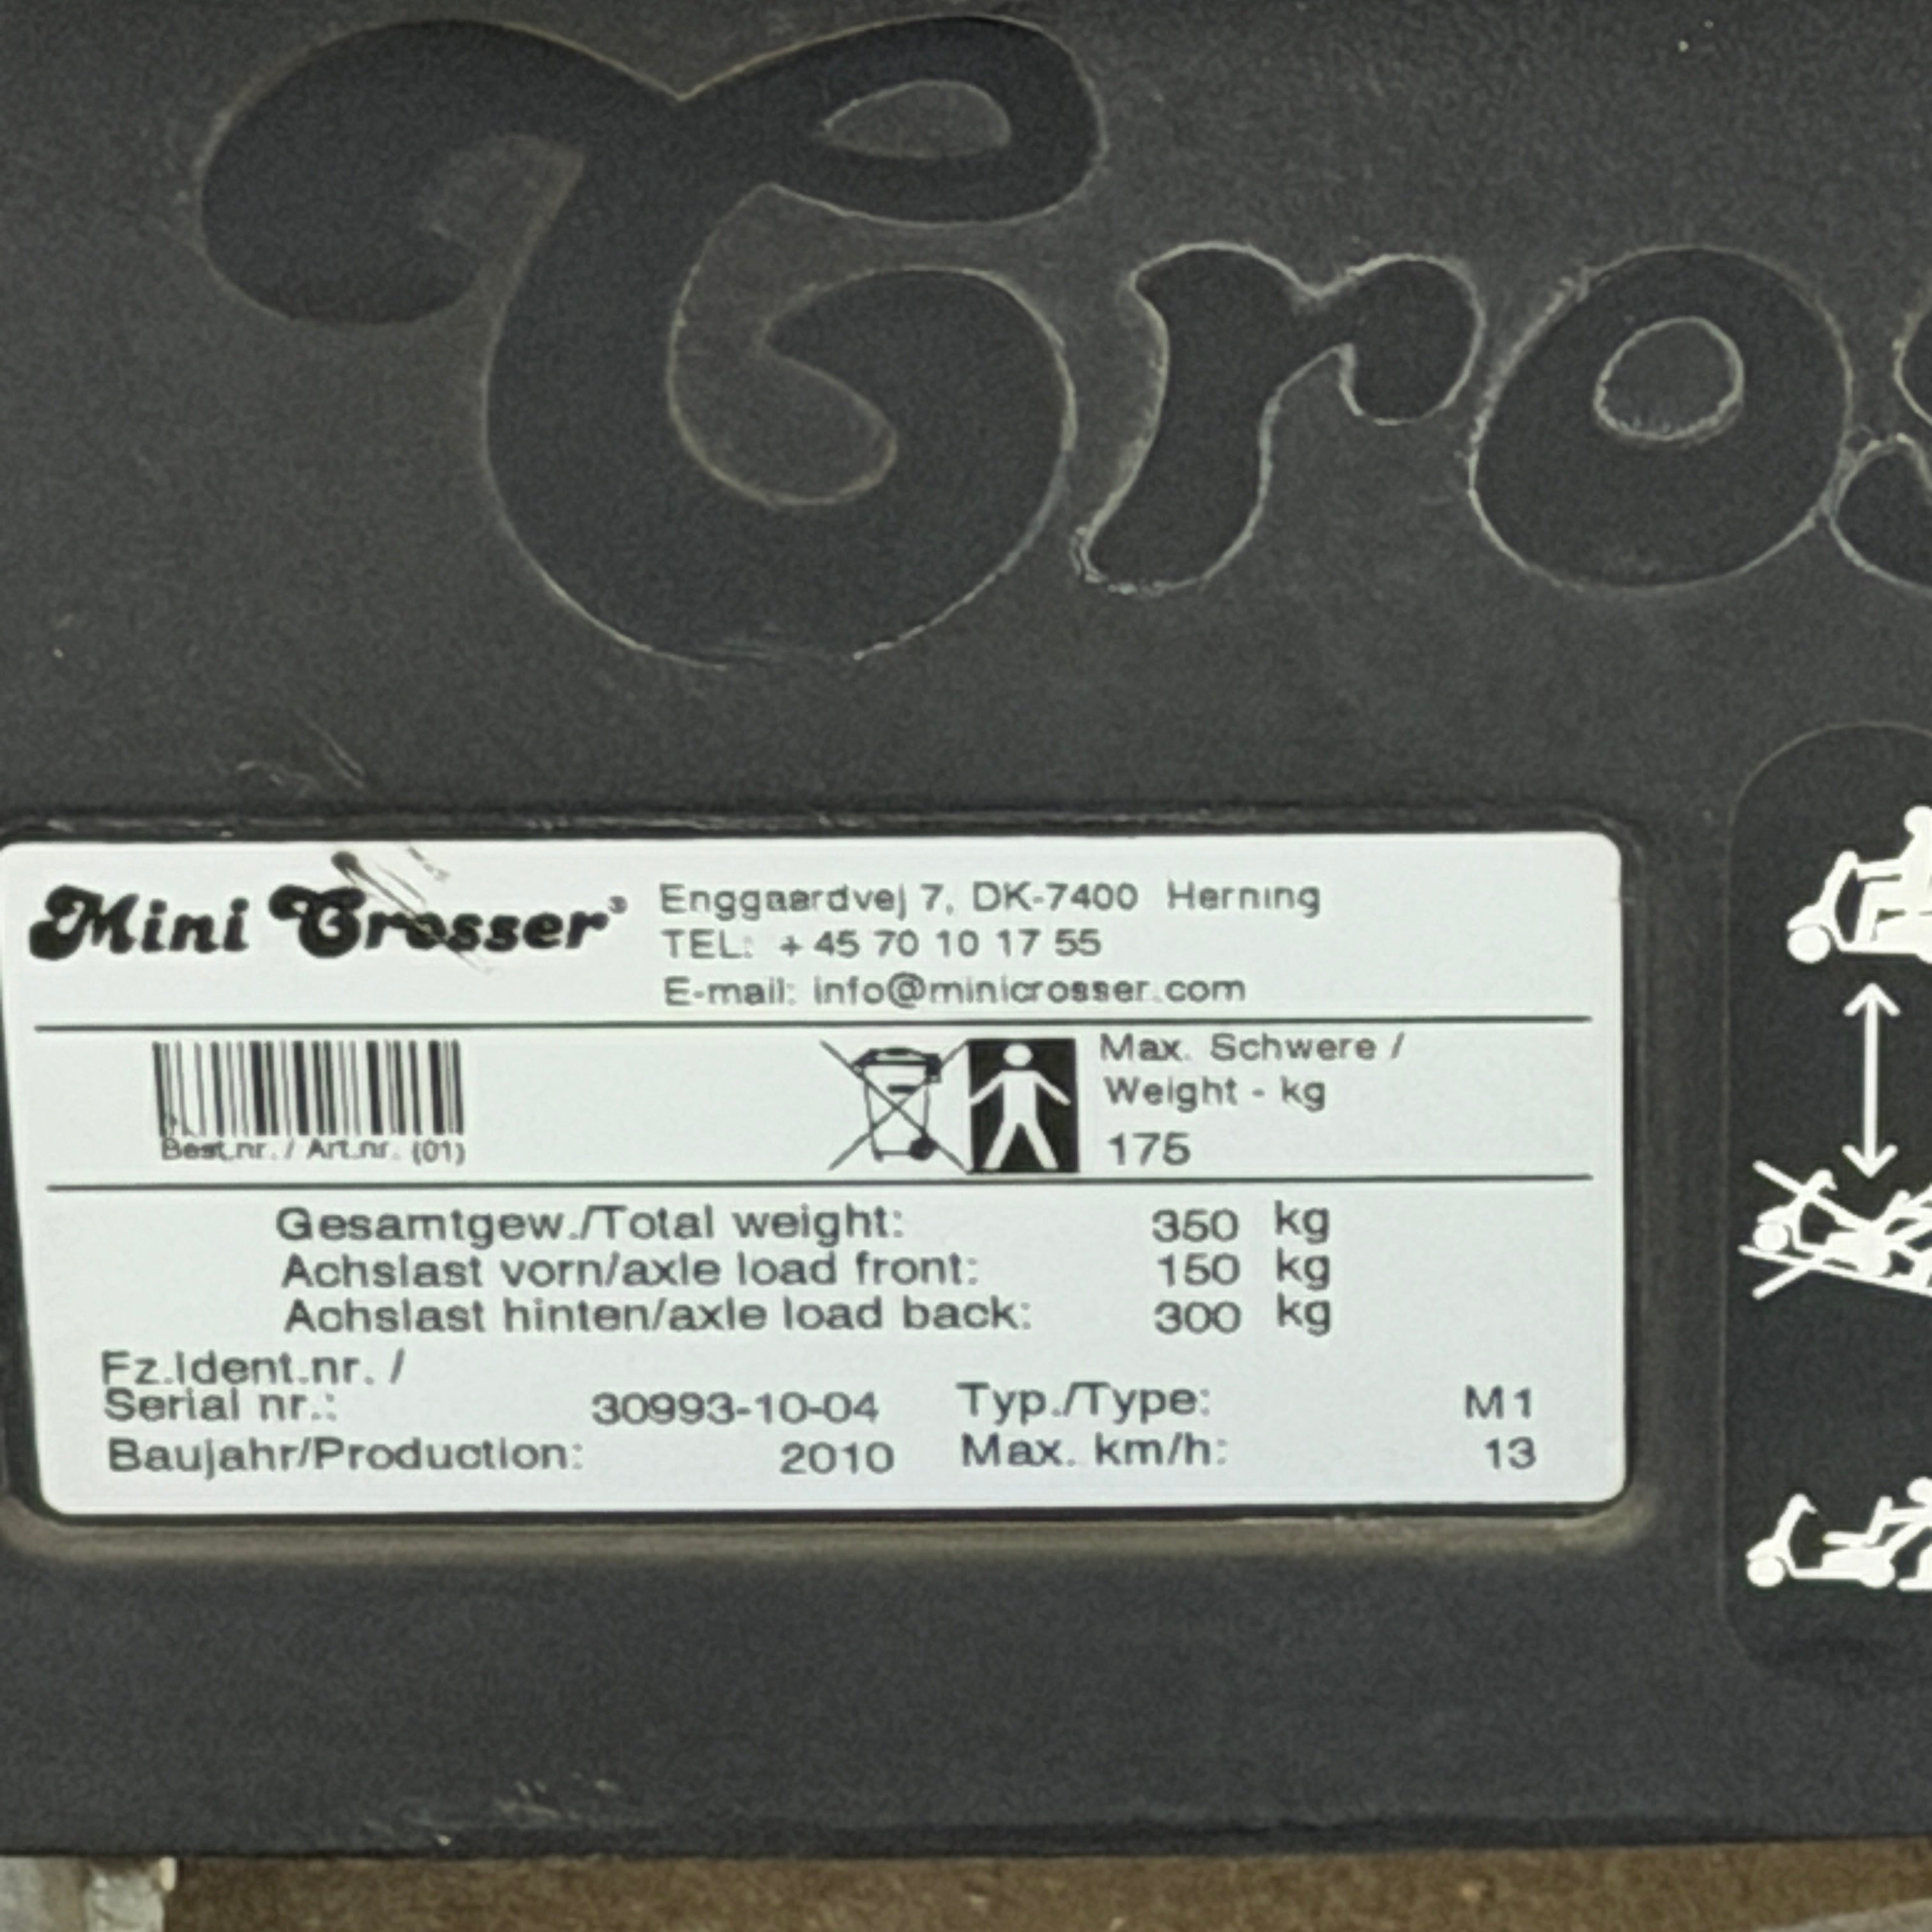 Cros
Mini Crosser®
Enggaardvej 7, DK-7400 Herning
TEL: +45 70 10 17 55
E-mail: info@minicrosser.com
Max. Schwere /
Weight - kg
175
Best.nr. / Art.nr. (01)
Gesamtgew./Total weight: 350 kg
Achslast vorn/axle load front: 150 kg
Achslast hinten/axle load back: 300 kg
Fz.Ident.nr. /
Serial nr.: 30993-10-04 Typ./Type: M1
Baujahr/Production: 2010 Max. km/h: 13